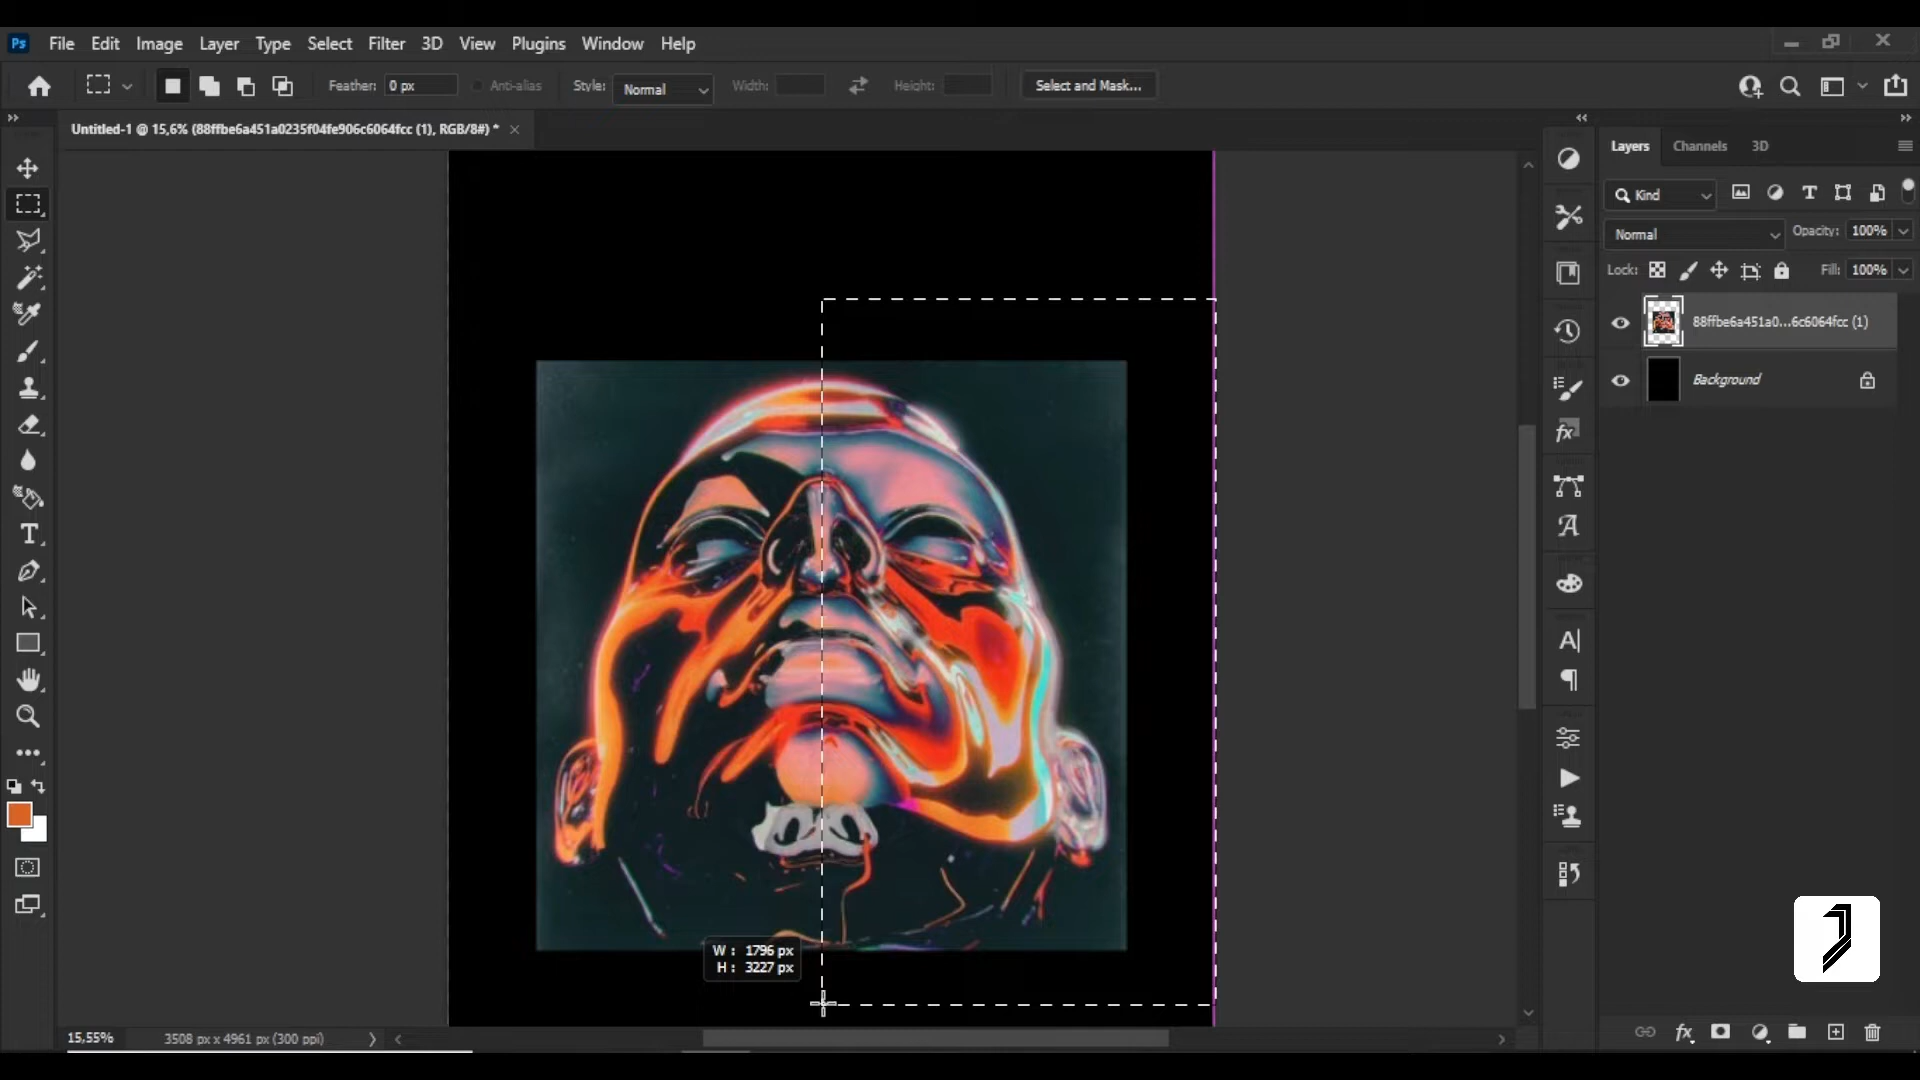 Ps File Edit Image Layer Type Select Filter 3D View Plugins Window Help
Feather: 0 px Anti-alias Style: Normal Width: Height: Select and Mask...
Untitled-1 @ 15,6% (88ffbe6a451a0235f04fe906c6064fcc (1), RGB/8#) *
Layers Channels 3D
Kind
Normal Opacity: 100%
Lock: Fill: 100%
88ffbe6a451a0...6c6064fcc (1)
Background
W : 1796 px
H : 3227 px
15,55% 3508 px x 4961 px (300 ppi)